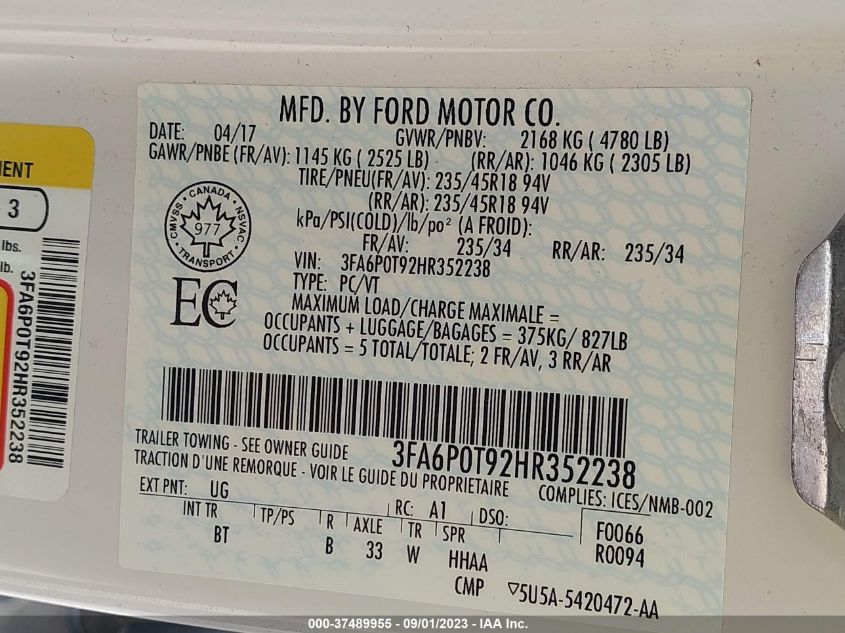 MFD. BY FORD MOTOR CO.
DATE: 04/17 GVWR/PNBV: 2168 KG ( 4780 LB)
GAWR/PNBE (FR/AV): 1145 KG ( 2525 LB) (RR/AR): 1046 KG ( 2305 LB)
TIRE/PNEU(FR/AV): 235/45R18 94V
(RR/AR): 235/45R18 94V
kPa/PSI(COLD)/lb/po² (A FROID):
FR/AV: 235/34 RR/AR: 235/34
VIN: 3FA6P0T92HR352238
TYPE: PC/VT
MAXIMUM LOAD/CHARGE MAXIMALE =
OCCUPANTS + LUGGAGE/BAGAGES = 375KG/ 827LB
OCCUPANTS = 5 TOTAL/TOTALE; 2 FR/AV, 3 RR/AR
CANADA
CMVSS NSVAC
977
TRANSPORT
EC
TRAILER TOWING - SEE OWNER GUIDE
3FA6P0T92HR352238
TRACTION D'UNE REMORQUE - VOIR LE GUIDE DU PROPRIETAIRE
COMPLIES: ICES/NMB-002
EXT PNT: UG RC: A1 DSO:
INT TR TP/PS R AXLE TR SPR F0066
BT B 33 W HHAA R0094
CMP 5U5A-5420472-AA
MENT
3
lbs.
lb.
3FA6P0T92HR352238
000-37489955 - 09/01/2023 - IAA Inc.